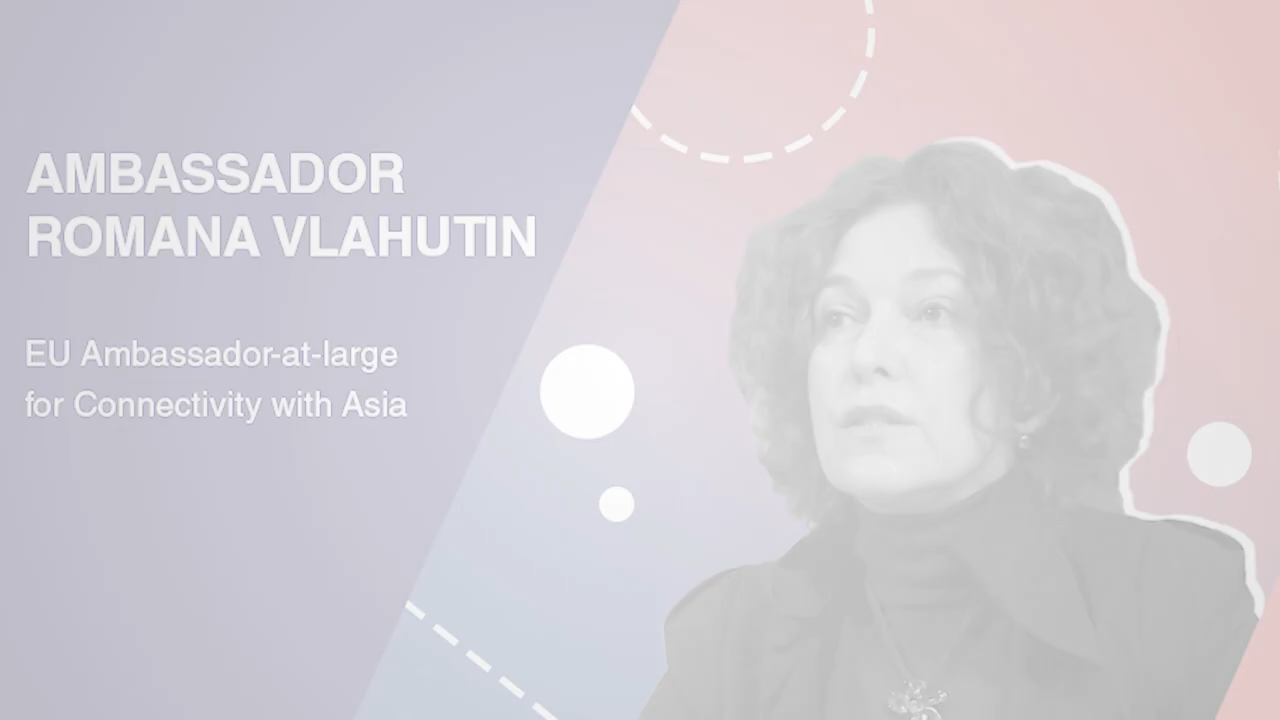 AMBASSADOR
ROMANA VLAHUTIN
EU Ambassador-at-large
for Connectivity with Asia